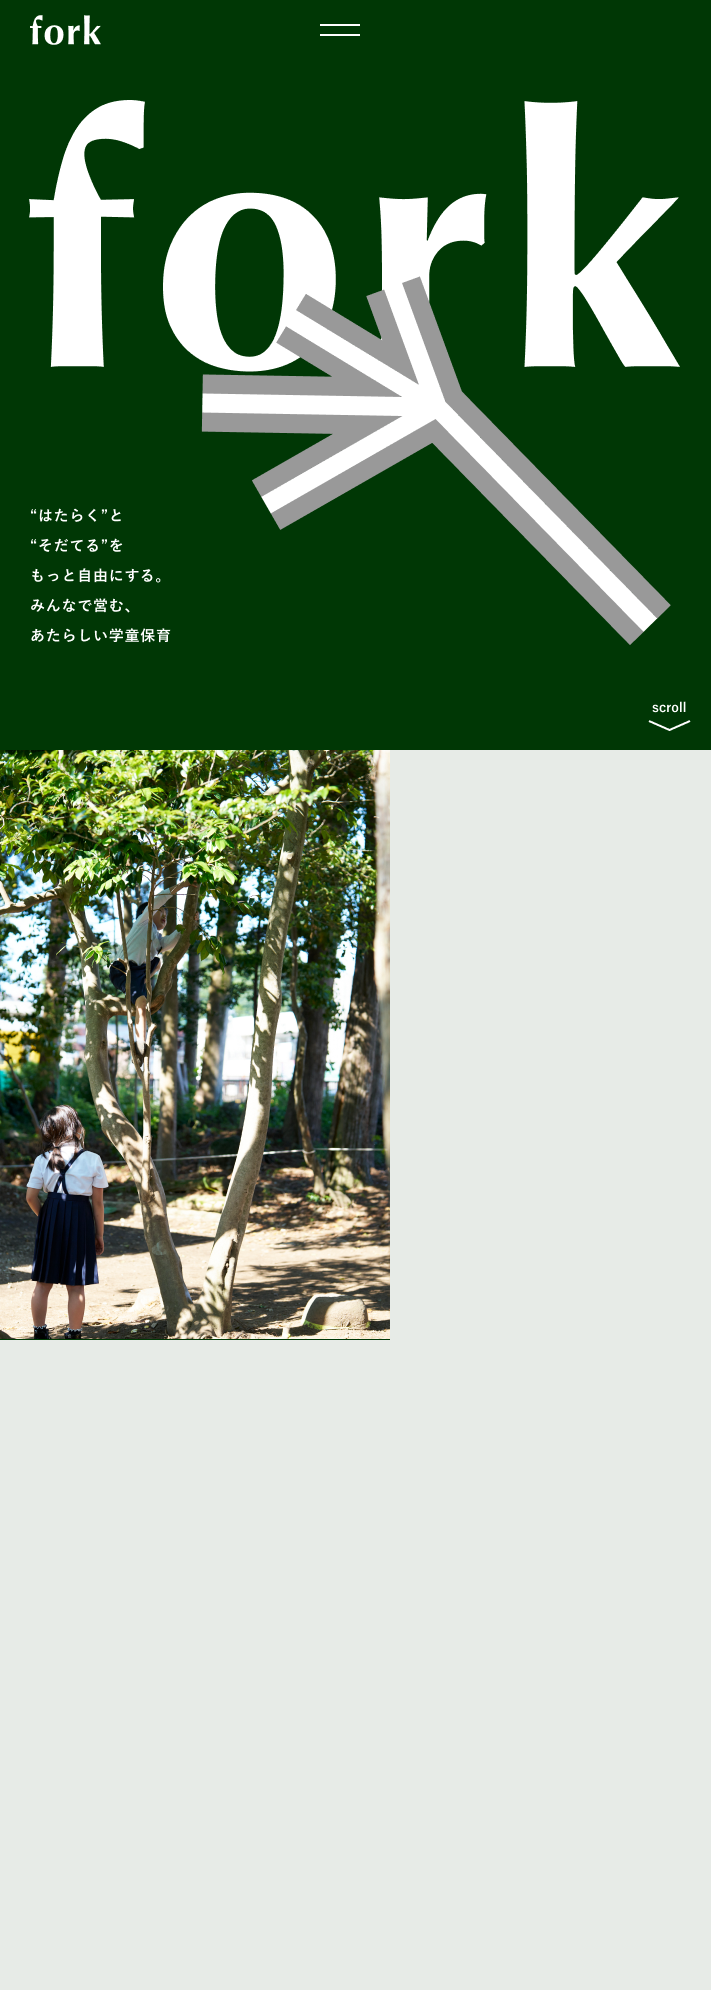 fork
fork
“はたらく”と
“そだてる”を
もっと自由にする。
みんなで営む、
あたらしい学童保育
scroll